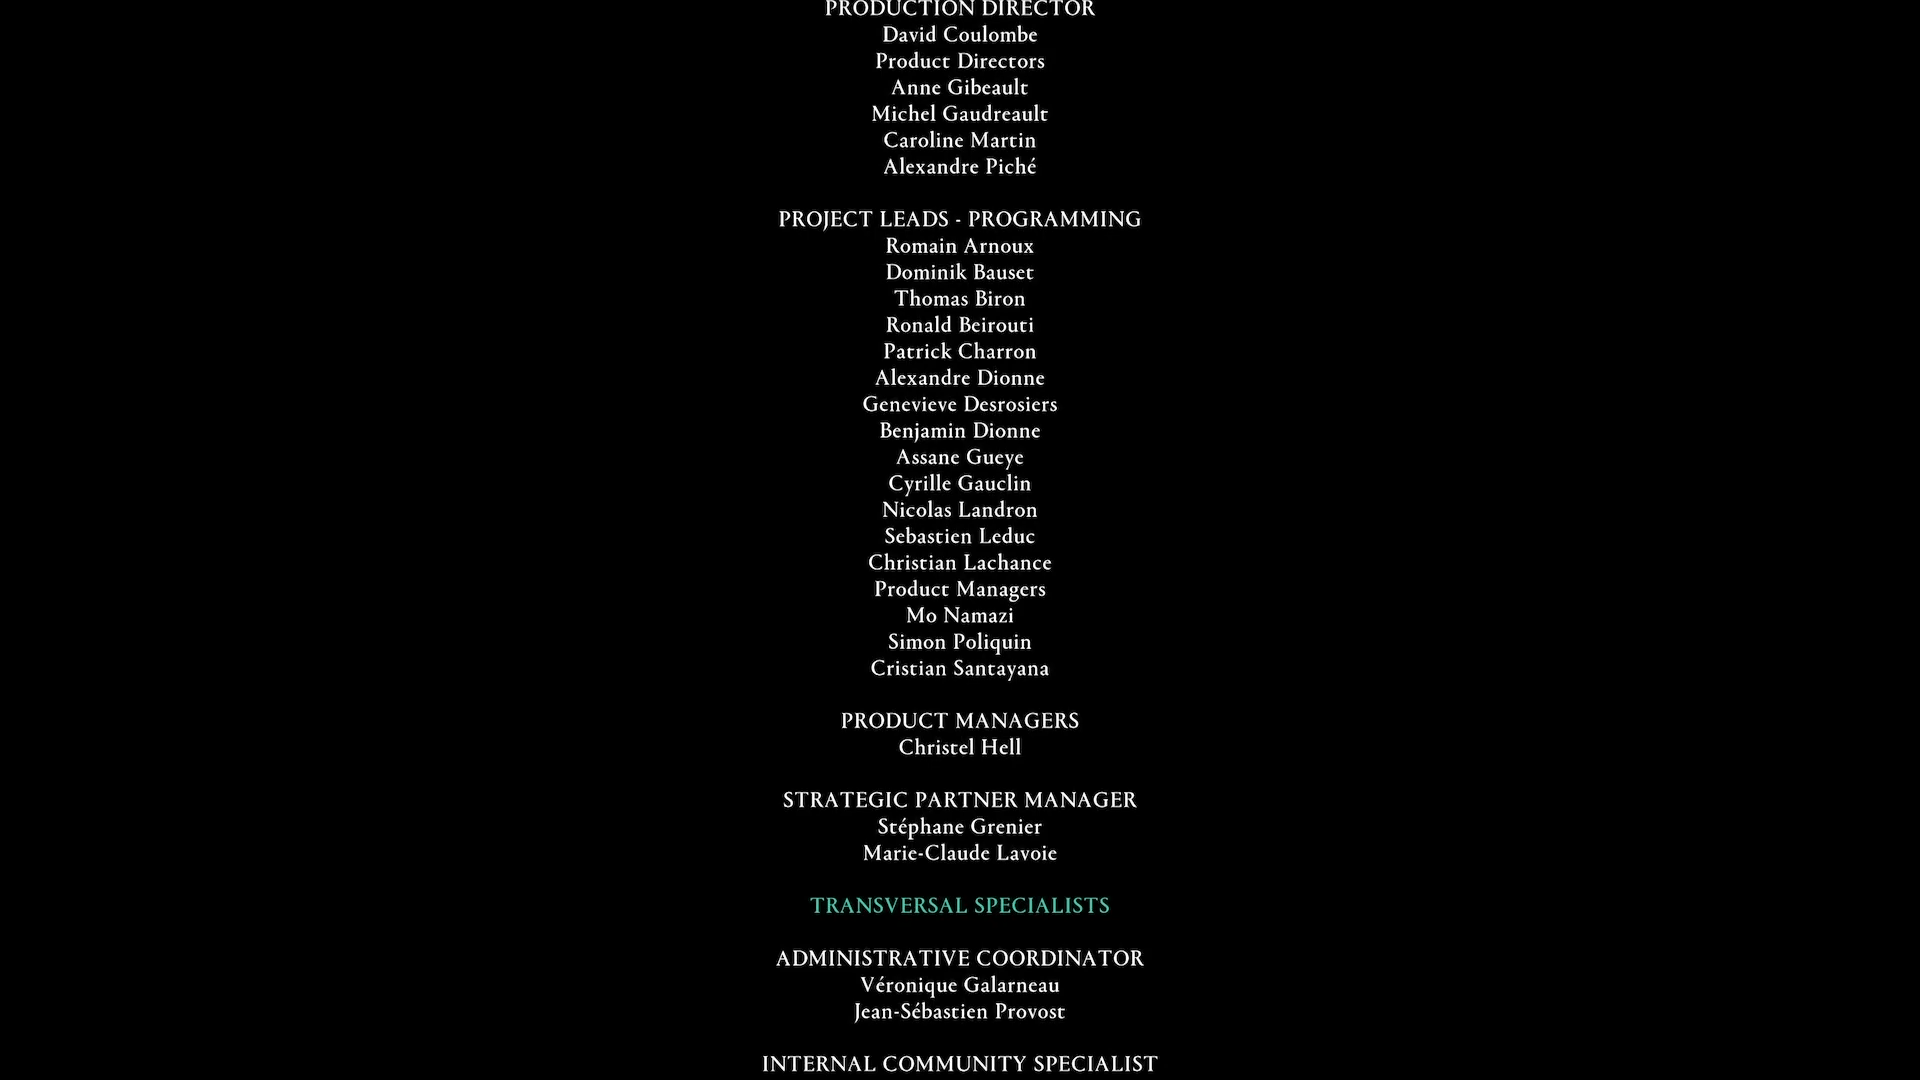 PRODUCTION DIRECTOR
David Coulombe
Product Directors
Anne Gibeault
Michel Gaudreault
Caroline Martin
Alexandre Piché
PROJECT LEADS - PROGRAMMING
Romain Arnoux
Dominik Bauset
Thomas Biron
Ronald Beirouti
Patrick Charron
Alexandre Dionne
Genevieve Desrosiers
Benjamin Dionne
Assane Gueye
Cyrille Gauclin
Nicolas Landron
Sebastien Leduc
Christian Lachance
Product Managers
Mo Namazi
Simon Poliquin
Cristian Santayana
PRODUCT MANAGERS
Christel Hell
STRATEGIC PARTNER MANAGER
Stéphane Grenier
Marie-Claude Lavoie
TRANSVERSAL SPECIALISTS
ADMINISTRATIVE COORDINATOR
Véronique Galarneau
Jean-Sébastien Provost
INTERNAL COMMUNITY SPECIALIST